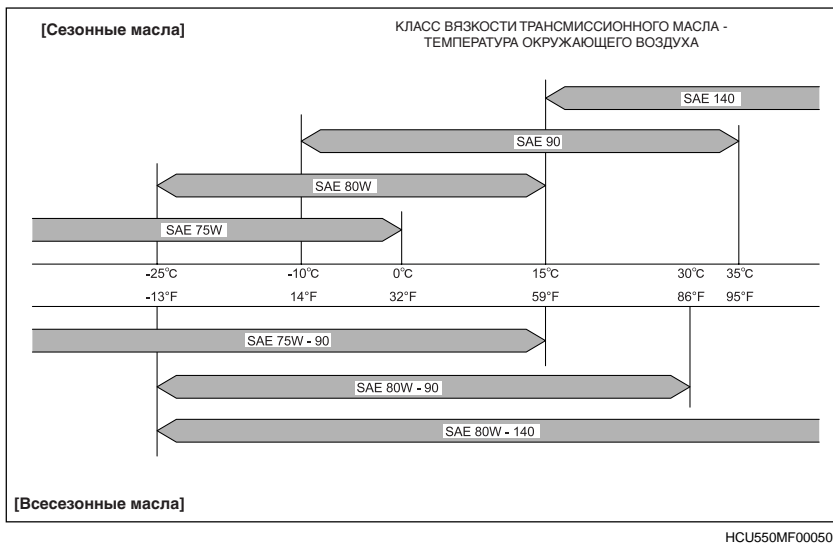 [Сезонные масла]
КЛАСС ВЯЗКОСТИ ТРАНСМИССИОННОГО МАСЛА -
ТЕМПЕРАТУРА ОКРУЖАЮЩЕГО ВОЗДУХА
SAE 140
SAE 90
SAE 80W
SAE 75W
-25°C -10°C 0°C 15°C 30°C 35°C
-13°F 14°F 32°F 59°F 86°F 95°F
SAE 75W - 90
SAE 80W - 90
SAE 80W - 140
[Всесезонные масла]
HCU550MF00050